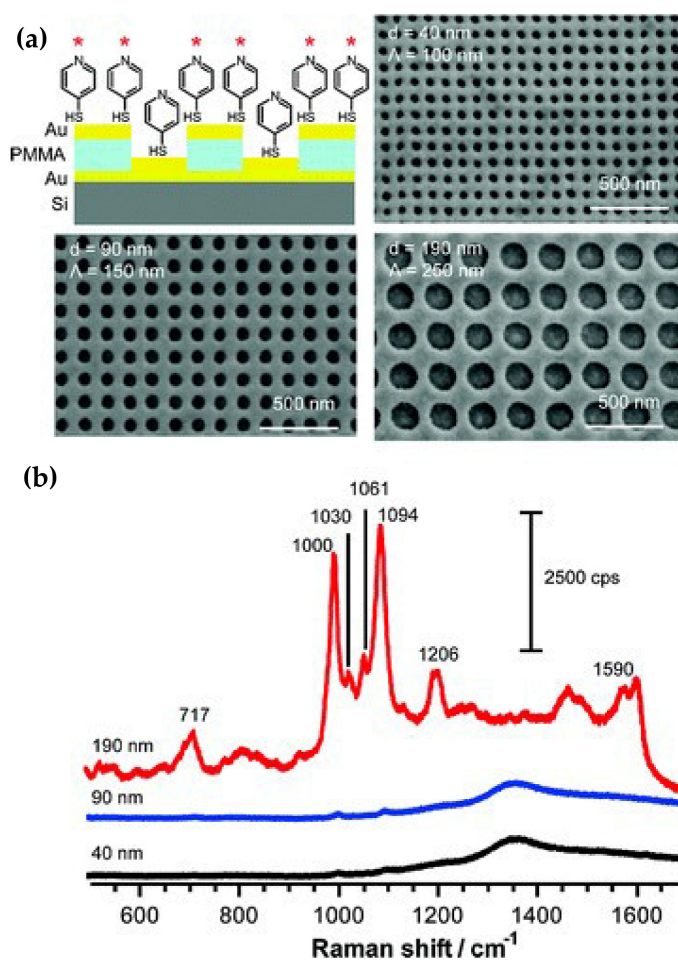 (a)
* * * * * *
N N N N N N
N N
HS HS HS HS HS HS
HS HS
Au
PMMA
Au
Si
d = 40 nm
Λ = 100 nm
500 nm
d = 90 nm
Λ = 150 nm
500 nm
d = 190 nm
Λ = 250 nm
500 nm
(b)
1061
1030 1094
1000
2500 cps
1206
1590
717
190 nm
90 nm
40 nm
600 800 1000 1200 1400 1600
Raman shift / cm-1